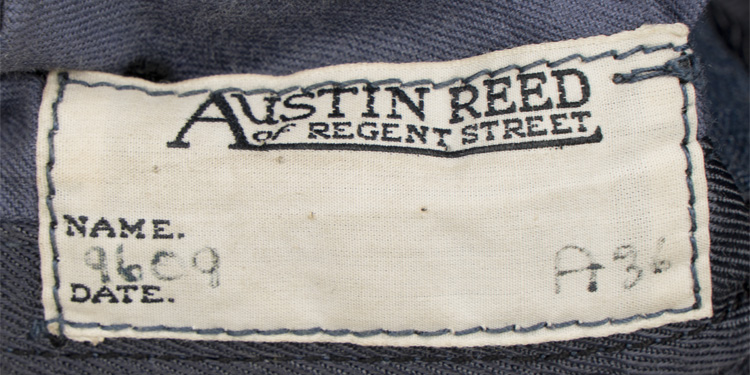 AUSTIN REED
of REGENT STREET
NAME.
9609 A36
DATE.